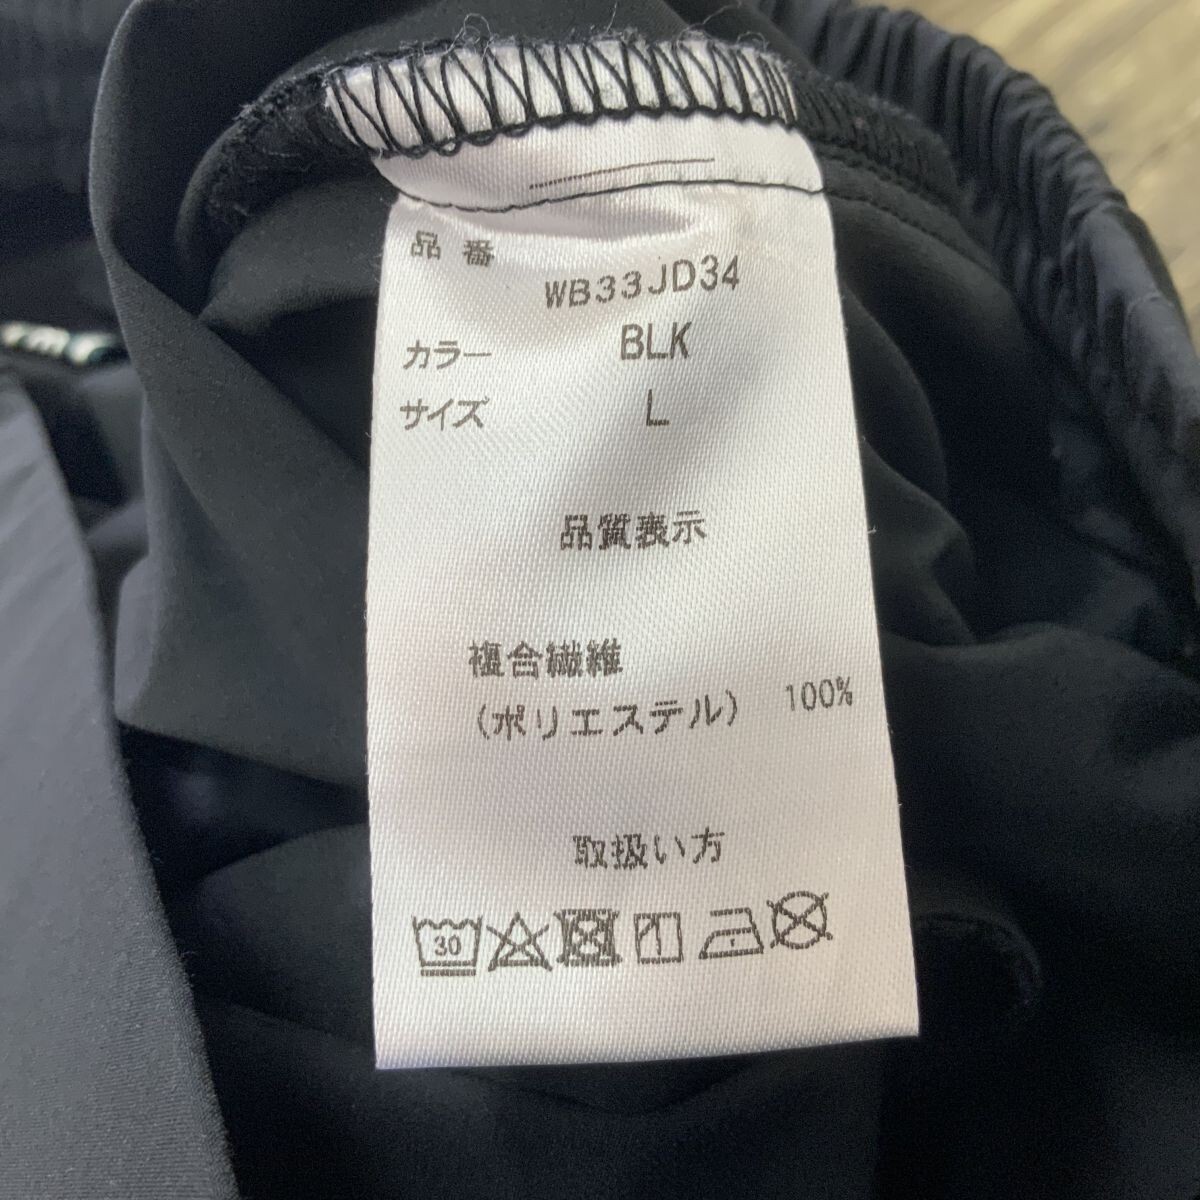 品番 WB33JD34
カラー BLK
サイズ L
品質表示
複合繊維
(ポリエステル) 100%
取扱い方
30